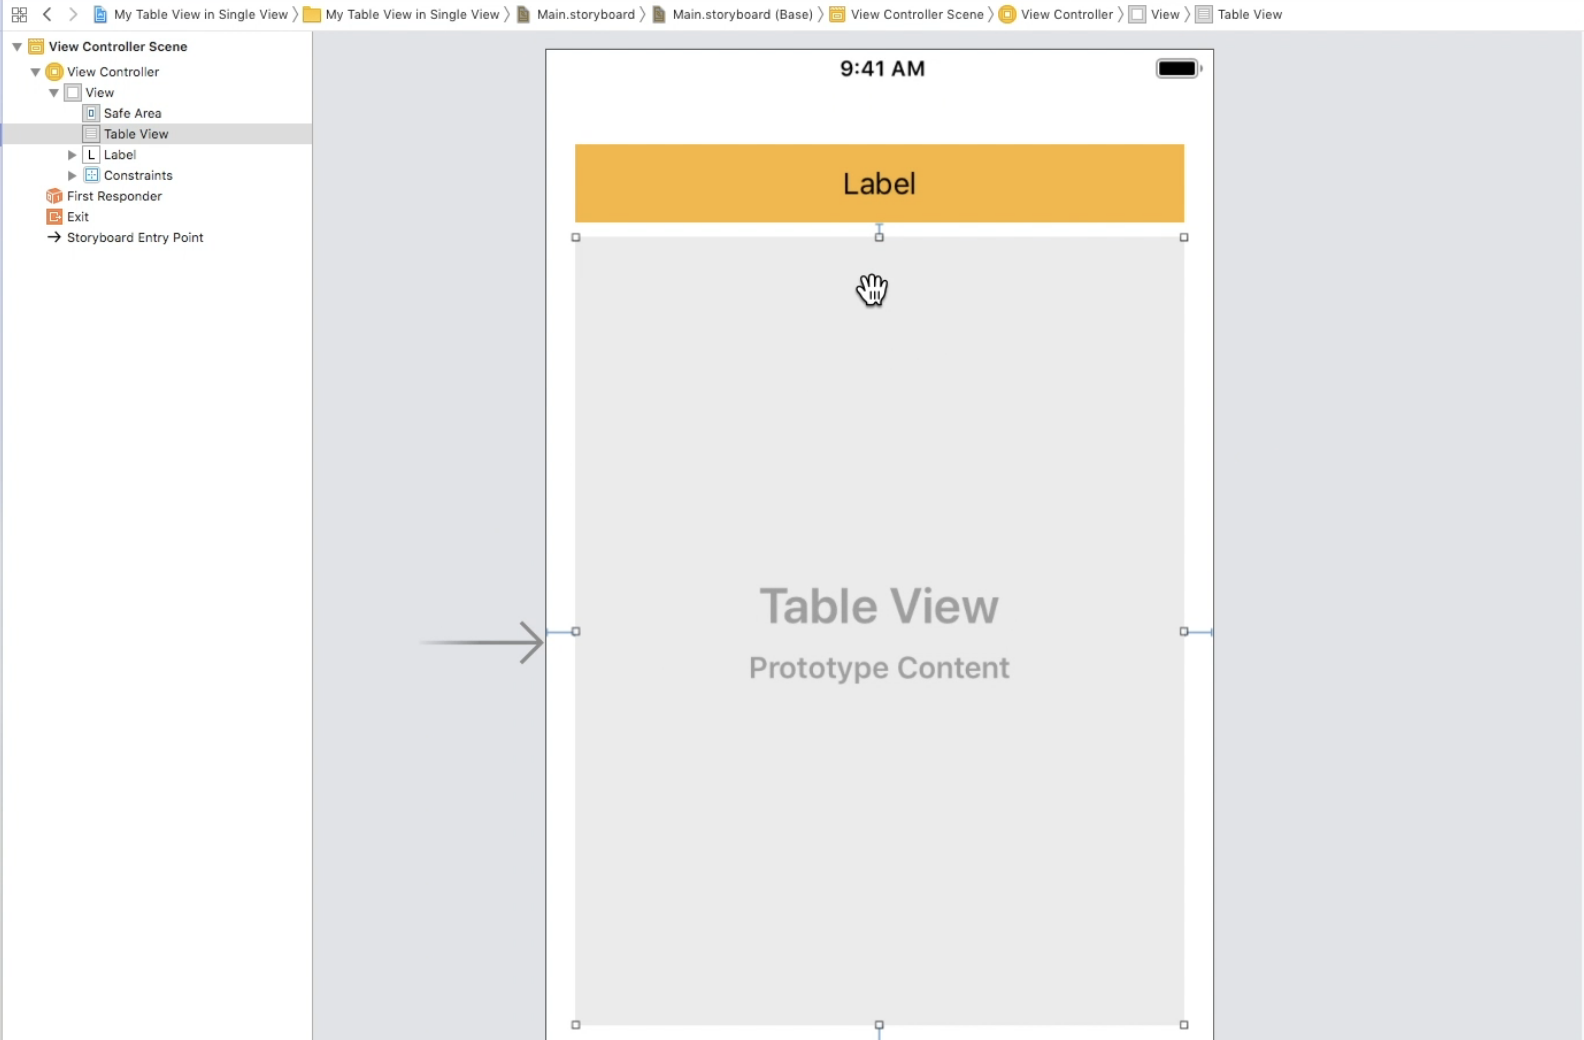 My Table View in Single View 〉 My Table View in Single View 〉 Main.storyboard 〉 Main.storyboard (Base) 〉 View Controller Scene 〉 View Controller 〉 View 〉 Table View
View Controller Scene
View Controller
View
Safe Area
Table View
L Label
Constraints
First Responder
Exit
Storyboard Entry Point
9:41 AM
Label
Table View
Prototype Content